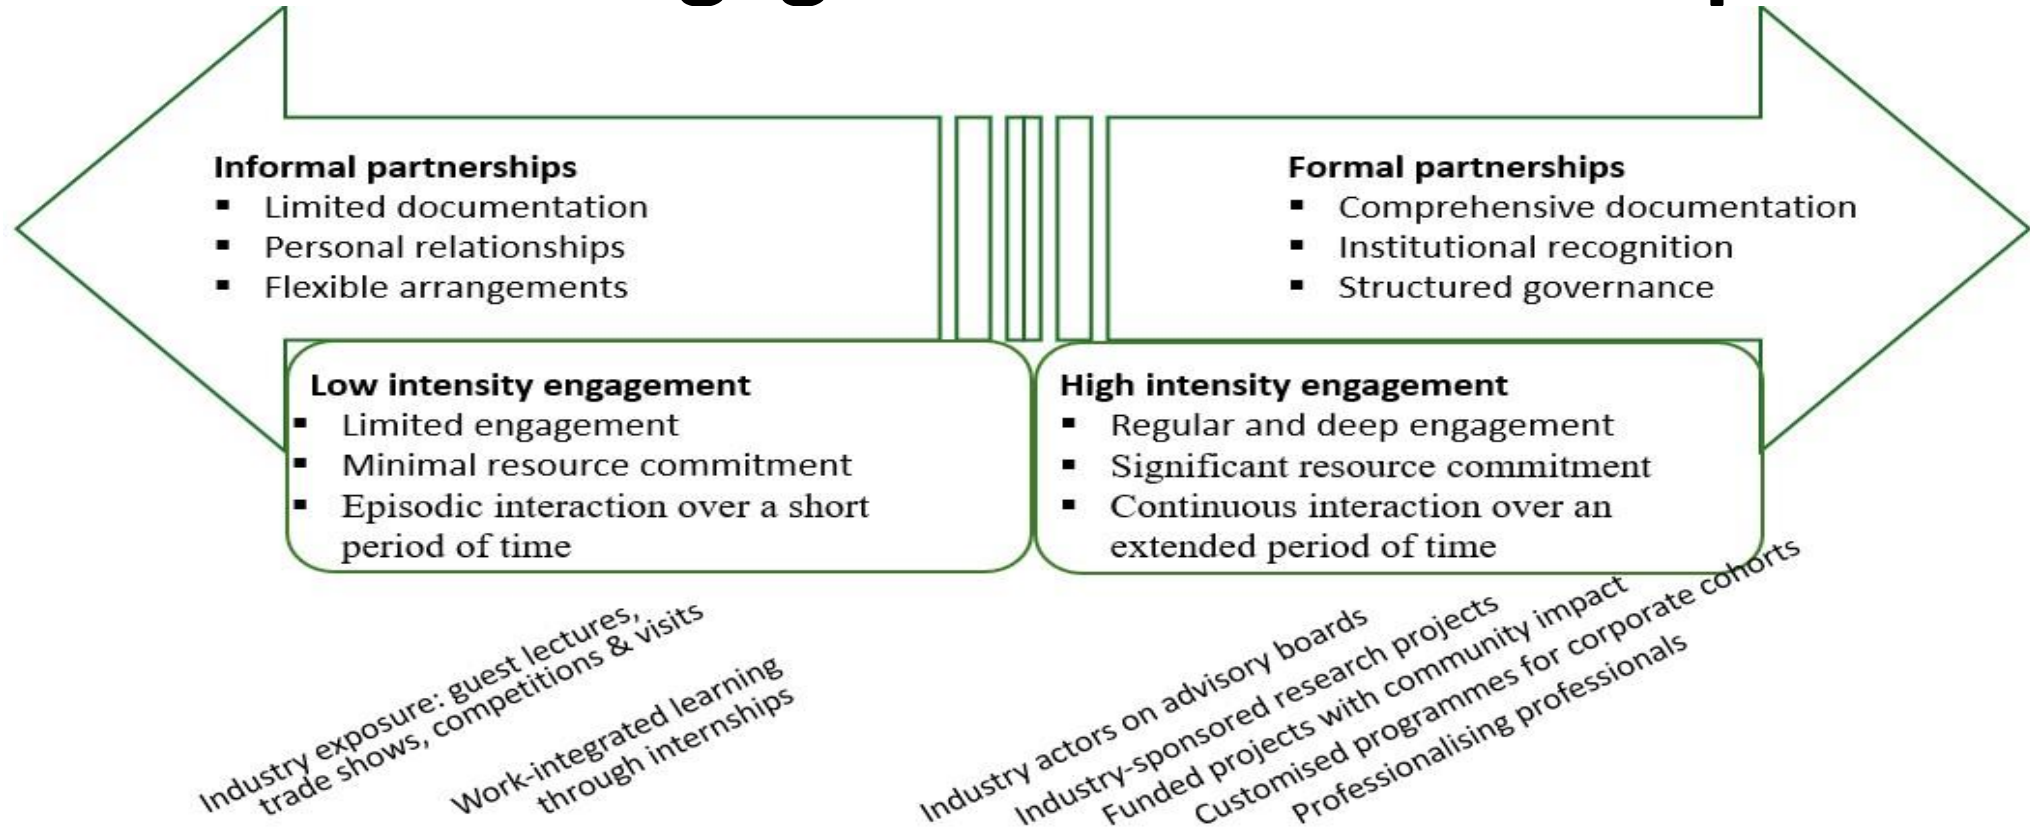 Informal partnerships
▪ Limited documentation
▪ Personal relationships
▪ Flexible arrangements
Formal partnerships
▪ Comprehensive documentation
▪ Institutional recognition
▪ Structured governance
Low intensity engagement
▪ Limited engagement
▪ Minimal resource commitment
▪ Episodic interaction over a short
period of time
High intensity engagement
▪ Regular and deep engagement
▪ Significant resource commitment
▪ Continuous interaction over an
extended period of time
Industry exposure: guest lectures,
trade shows, competitions & visits
Work-integrated learning
through internships
Industry actors on advisory boards
Industry-sponsored research projects
Funded projects with community impact
Customised programmes for corporate cohorts
Professionalising professionals